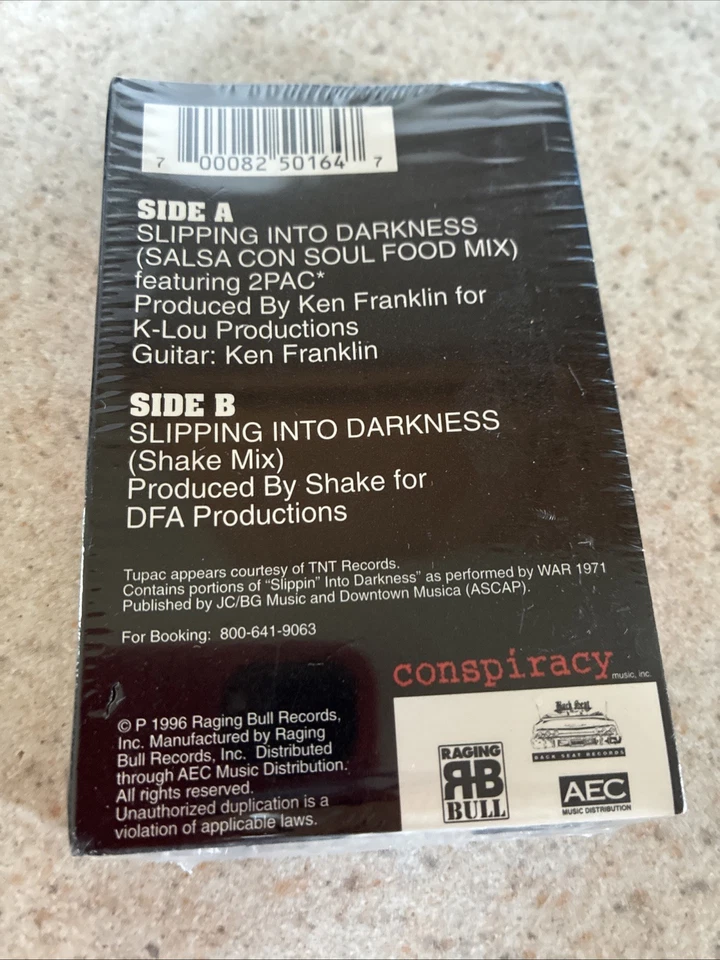 7 00082 50164 7
SIDE A
SLIPPING INTO DARKNESS
(SALSA CON SOUL FOOD MIX)
featuring 2PAC*
Produced By Ken Franklin for
K-Lou Productions
Guitar: Ken Franklin
SIDE B
SLIPPING INTO DARKNESS
(Shake Mix)
Produced By Shake for
DFA Productions
Tupac appears courtesy of TNT Records.
Contains portions of "Slippin" Into Darkness" as performed by WAR 1971
Published by JC/BG Music and Downtown Musica (ASCAP).
For Booking: 800-641-9063
conspiracy music, inc.
© P 1996 Raging Bull Records,
Inc. Manufactured by Raging
Bull Records, Inc. Distributed
through AEC Music Distribution.
All rights reserved.
Unauthorized duplication is a
violation of applicable laws.
RAGING
RB
BULL
Back Seat
BACK SEAT RECORDS
AEC
MUSIC DISTRIBUTION